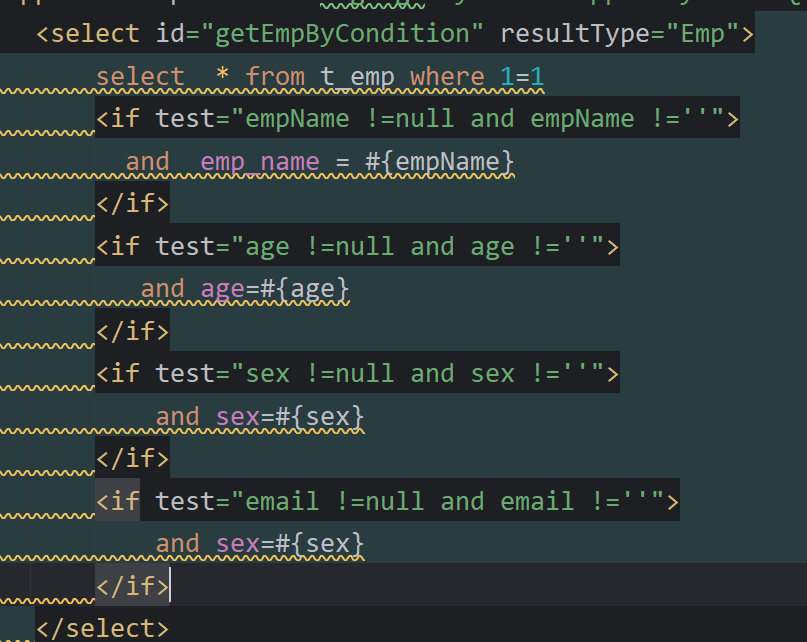 <select id="getEmpByCondition" resultType="Emp">
select * from t_emp where 1=1
<if test="empName !=null and empName !=''">
and emp_name = #{empName}
</if>
<if test="age !=null and age !=''">
and age=#{age}
</if>
<if test="sex !=null and sex !=''">
and sex=#{sex}
</if>
<if test="email !=null and email !=''">
and sex=#{sex}
</if>
</select>